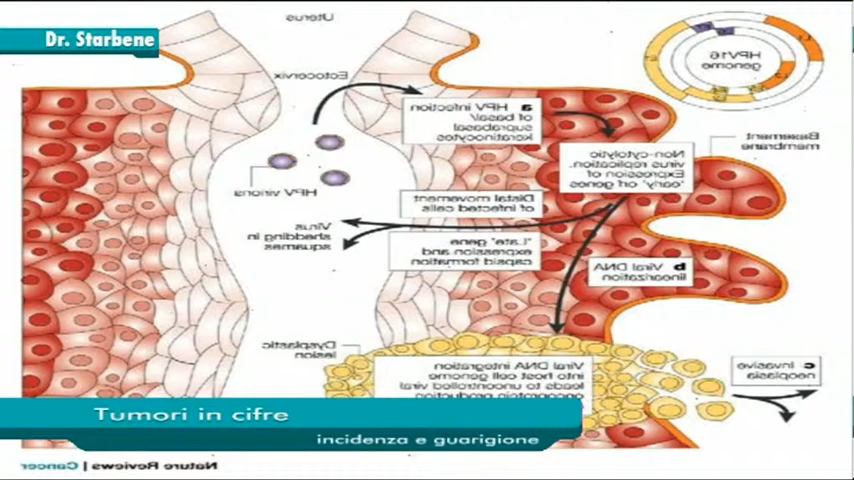 Dr. Starbene
Uterus
Ectocervix
HPV16
genome
a HPV infection
of basal/
suprabasal
keratinocytes
Basement
membrane
Non-cytolytic
virus replication.
Expression of
'early' orf genes
HPV virions
Distal movement
of infected cells
Virus
shedding in
squames
"Late" gene
expression and
capsid formation
b Viral DNA
linearization
Dysplastic
lesion
Viral DNA integration
into host cell genome
leads to uncontrolled viral
oncoprotein production
c Invasive
neoplasia
Tumori in cifre
incidenza e guarigione
Nature Reviews | Cancer